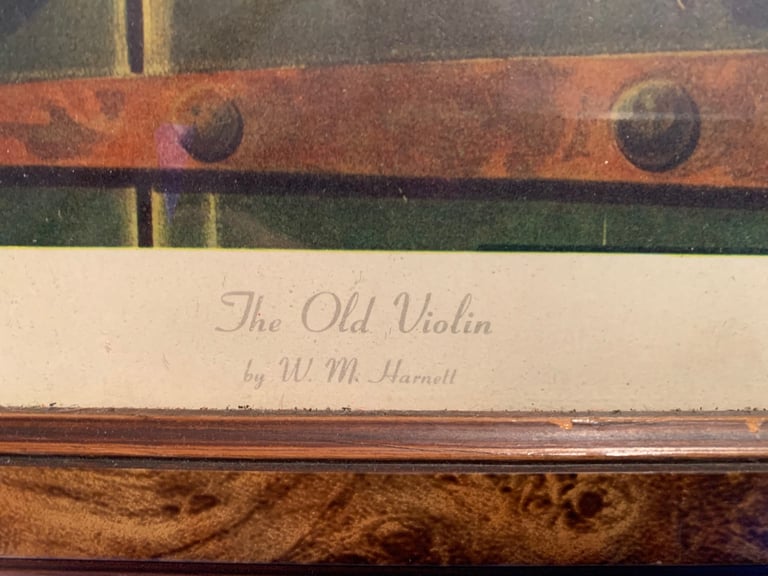 The Old Violin
by W. M. Harnett